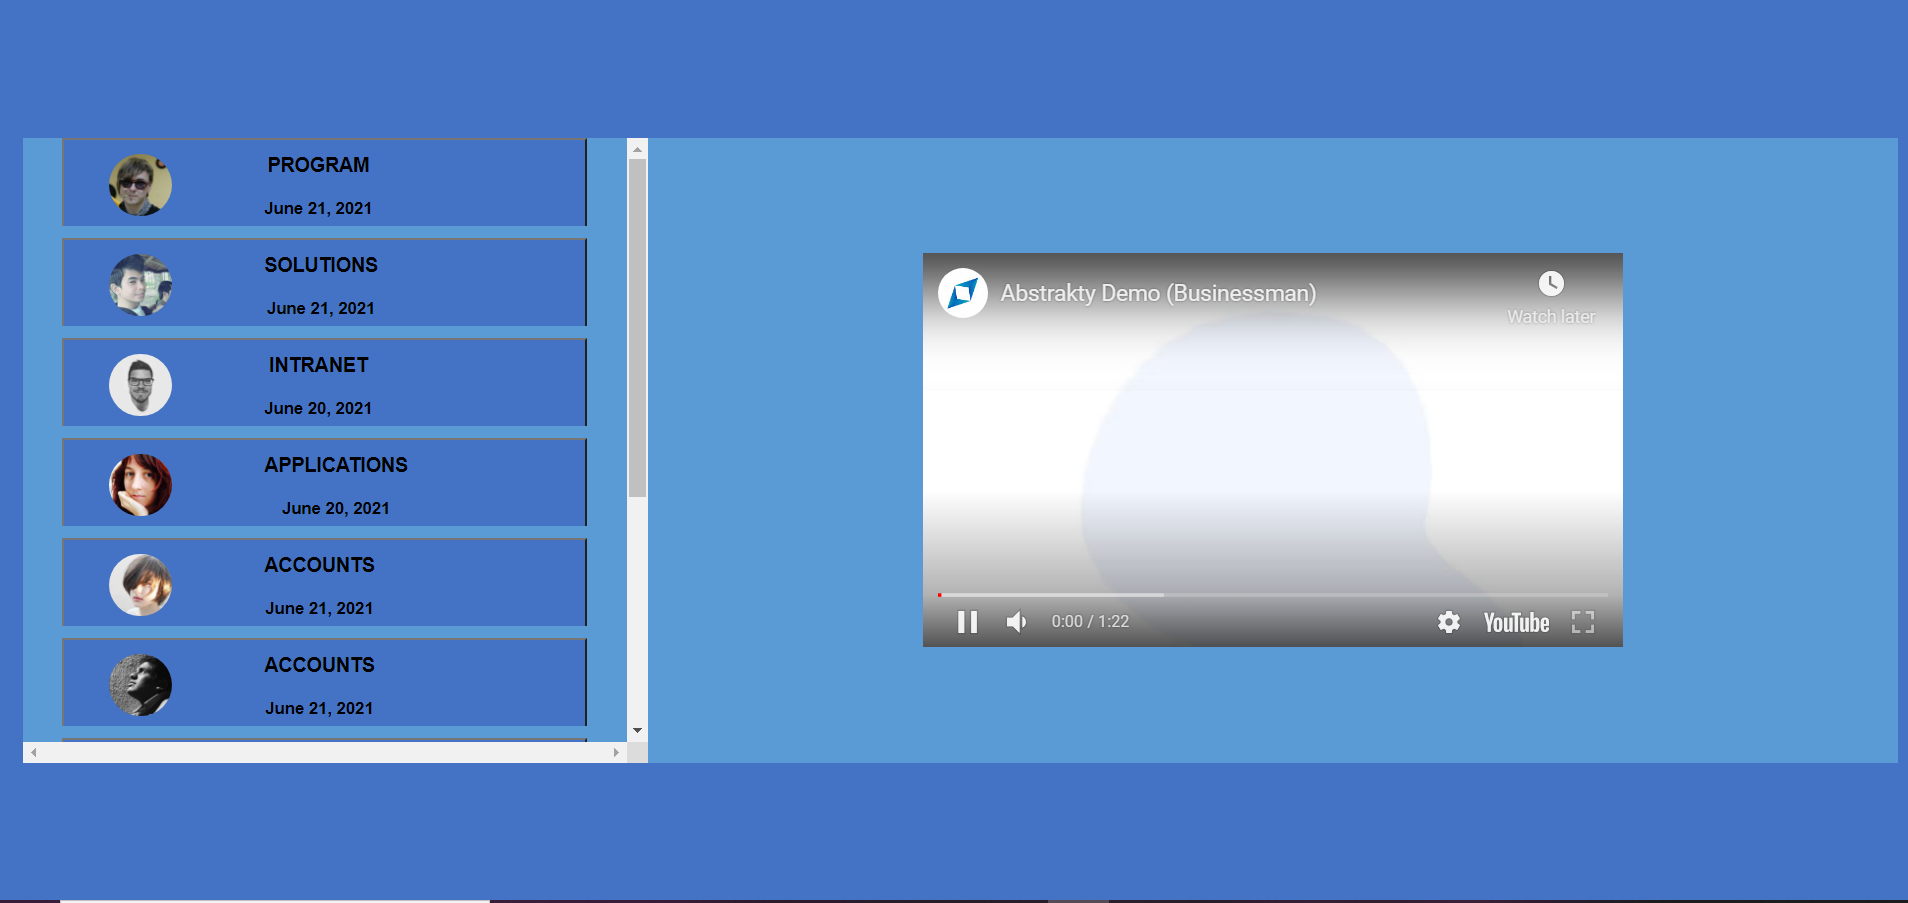 PROGRAM
June 21, 2021
SOLUTIONS
June 21, 2021
INTRANET
June 20, 2021
APPLICATIONS
June 20, 2021
ACCOUNTS
June 21, 2021
ACCOUNTS
June 21, 2021
Abstrakty Demo (Businessman)
Watch later
0:00 / 1:22
YouTube